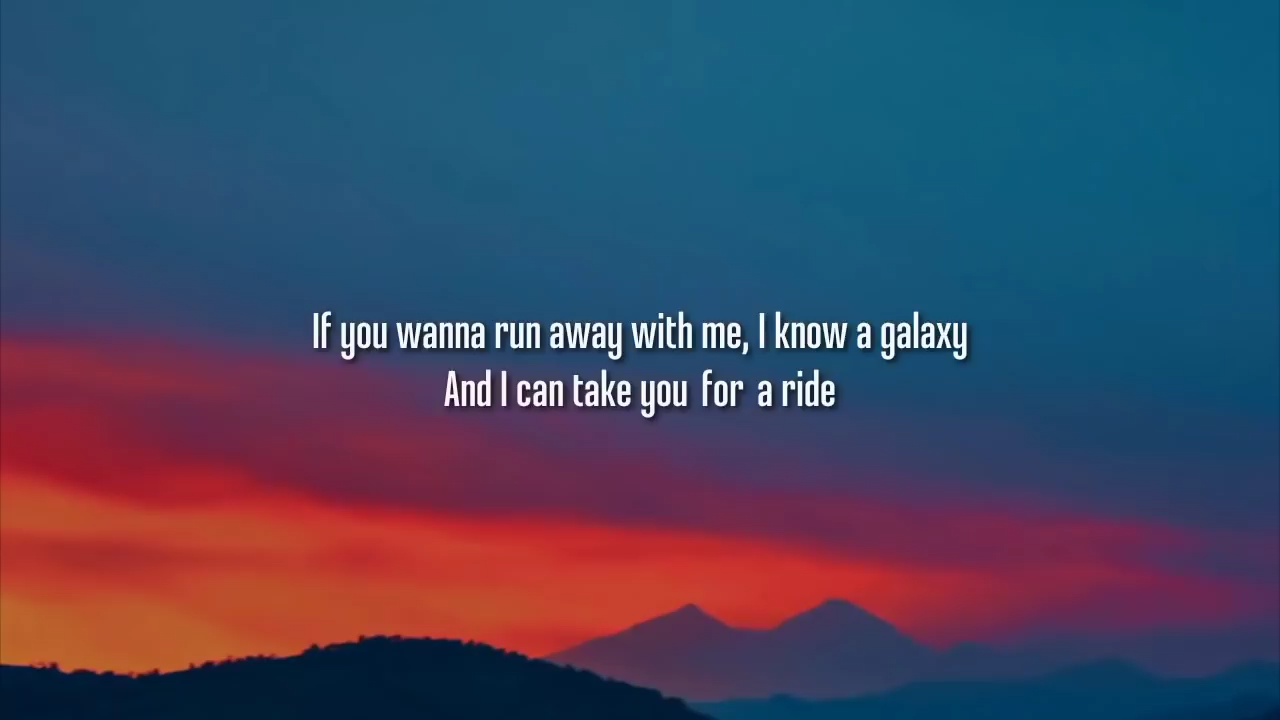 If you wanna run away with me, I know a galaxy
And I can take you for a ride